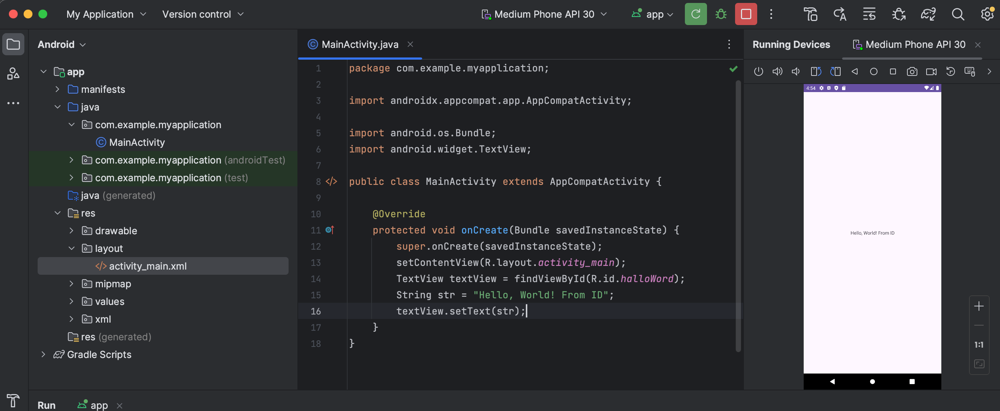 My Application
Version control
Medium Phone API 30
app
Android
app
manifests
java
com.example.myapplication
MainActivity
com.example.myapplication (androidTest)
com.example.myapplication (test)
java (generated)
res
drawable
layout
activity_main.xml
mipmap
values
xml
res (generated)
Gradle Scripts
MainActivity.java
1 package com.example.myapplication;
2
3 import androidx.appcompat.app.AppCompatActivity;
4
5 import android.os.Bundle;
6 import android.widget.TextView;
7
8 public class MainActivity extends AppCompatActivity {
9
10 @Override
11 protected void onCreate(Bundle savedInstanceState) {
12 super.onCreate(savedInstanceState);
13 setContentView(R.layout.activity_main);
14 TextView textView = findViewById(R.id.halloWord);
15 String str = "Hello, World! From ID";
16 textView.setText(str);
17 }
18 }
Running Devices
Medium Phone API 30
4:54
Hello, World! From ID
1:1
Run
app